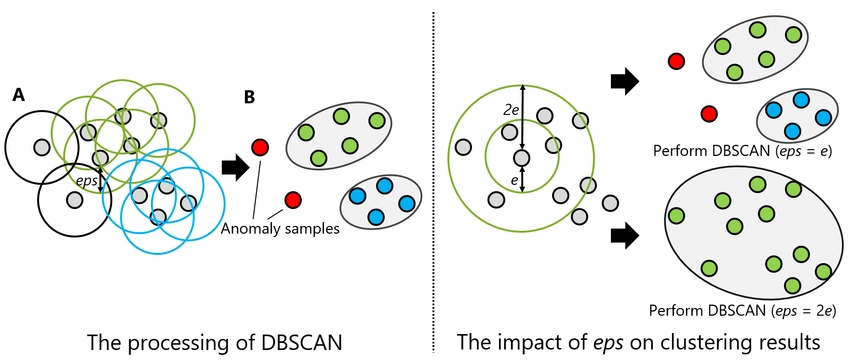 A
B
eps
Anomaly samples
The processing of DBSCAN
2e
e
Perform DBSCAN (eps = e)
Perform DBSCAN (eps = 2e)
The impact of eps on clustering results